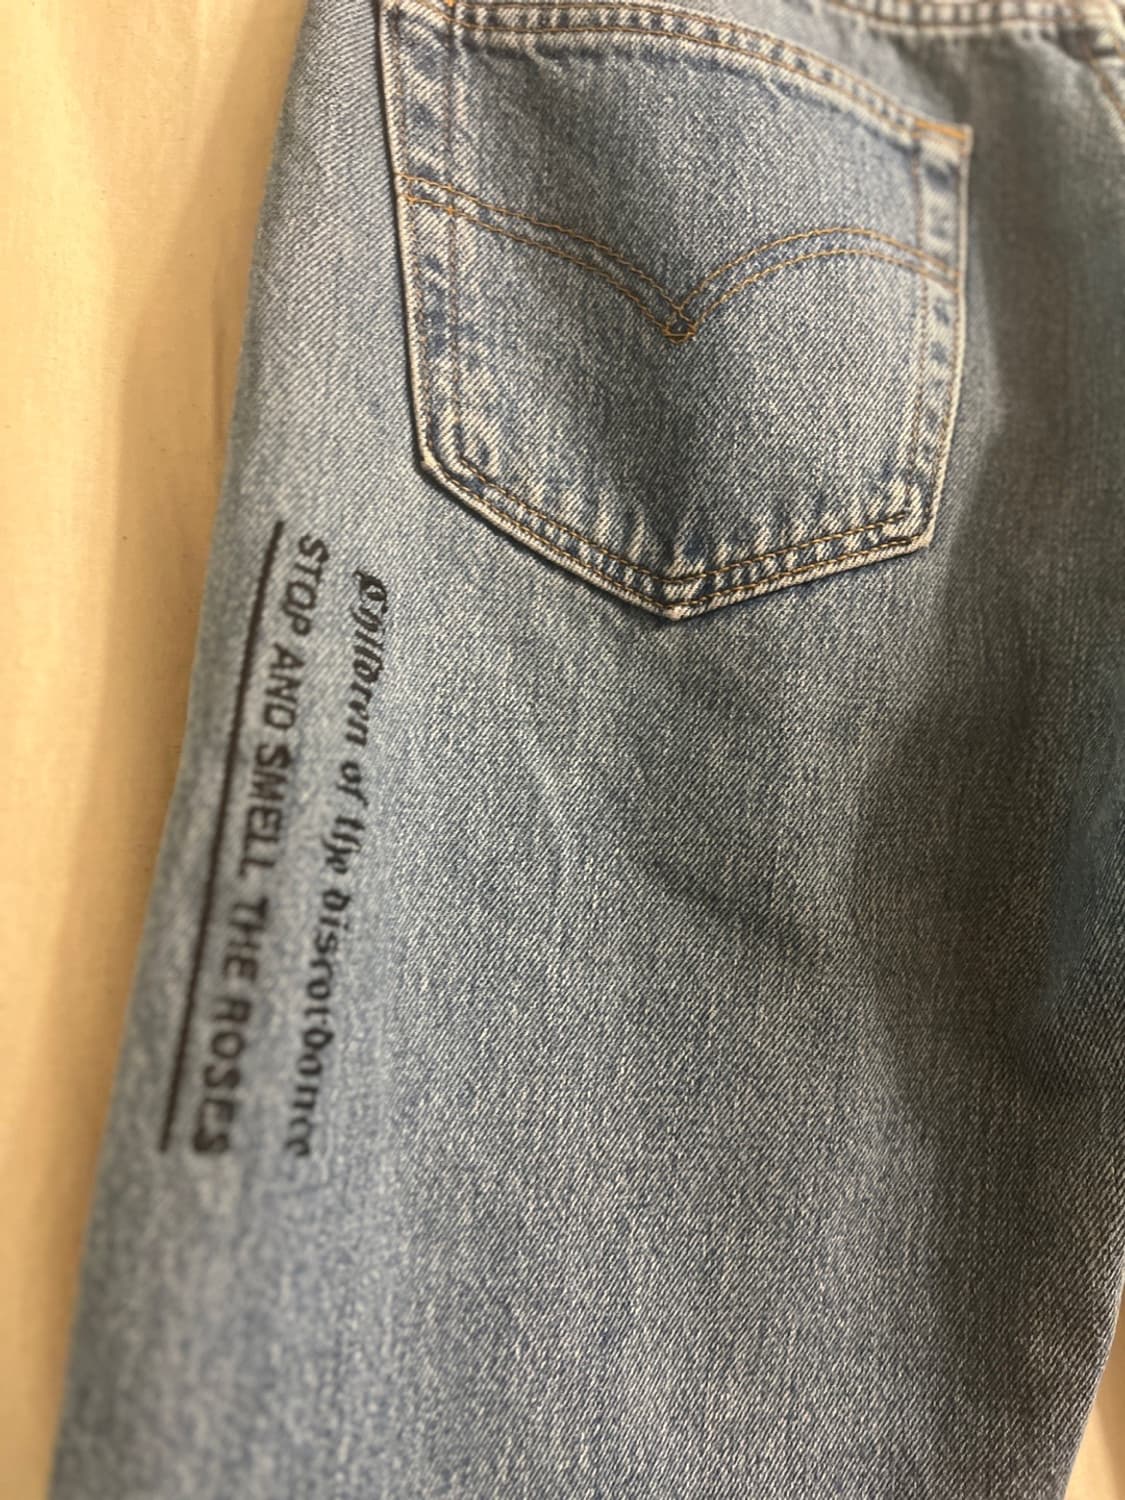 Children of the discordance
STOP AND SMELL THE ROSES